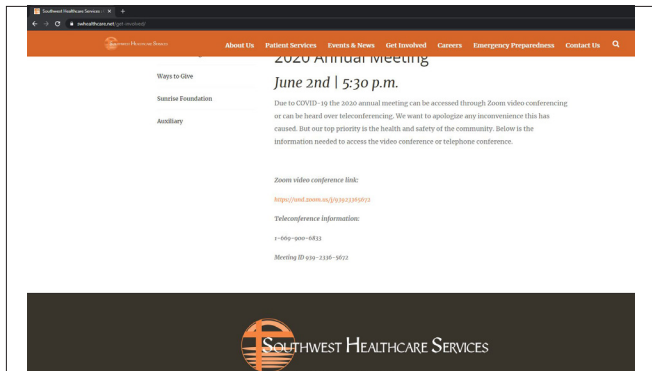 Southwest Healthcare Services
swhealthcare.net/get-involved/
Southwest Healthcare Services
About Us Patient Services Events & News Get Involved Careers Emergency Preparedness Contact Us
2020 Annual Meeting
Ways to Give
June 2nd | 5:30 p.m.
Sunrise Foundation
Due to COVID-19 the 2020 annual meeting can be accessed through Zoom video conferencing
Auxiliary
or can be heard over teleconferencing. We want to apologize any inconvenience this has
caused. But our top priority is the health and safety of the community. Below is the
information needed to access the video conference or telephone conference.
Zoom video conference link:
https://und.zoom.us/j/93923365672
Teleconference information:
1-669-900-6833
Meeting ID 939-2336-5672
Southwest Healthcare Services